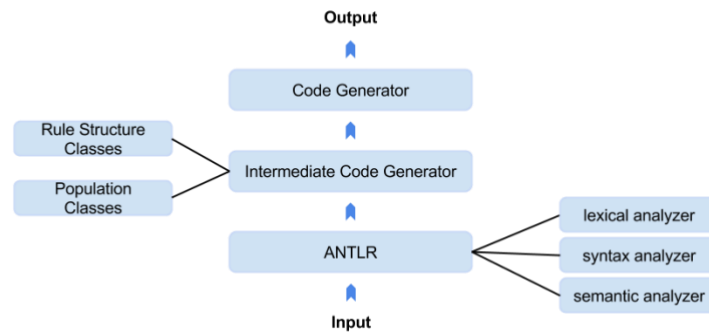 Output
Code Generator
Rule Structure
Classes
Intermediate Code Generator
Population
Classes
lexical analyzer
ANTLR
syntax analyzer
semantic analyzer
Input